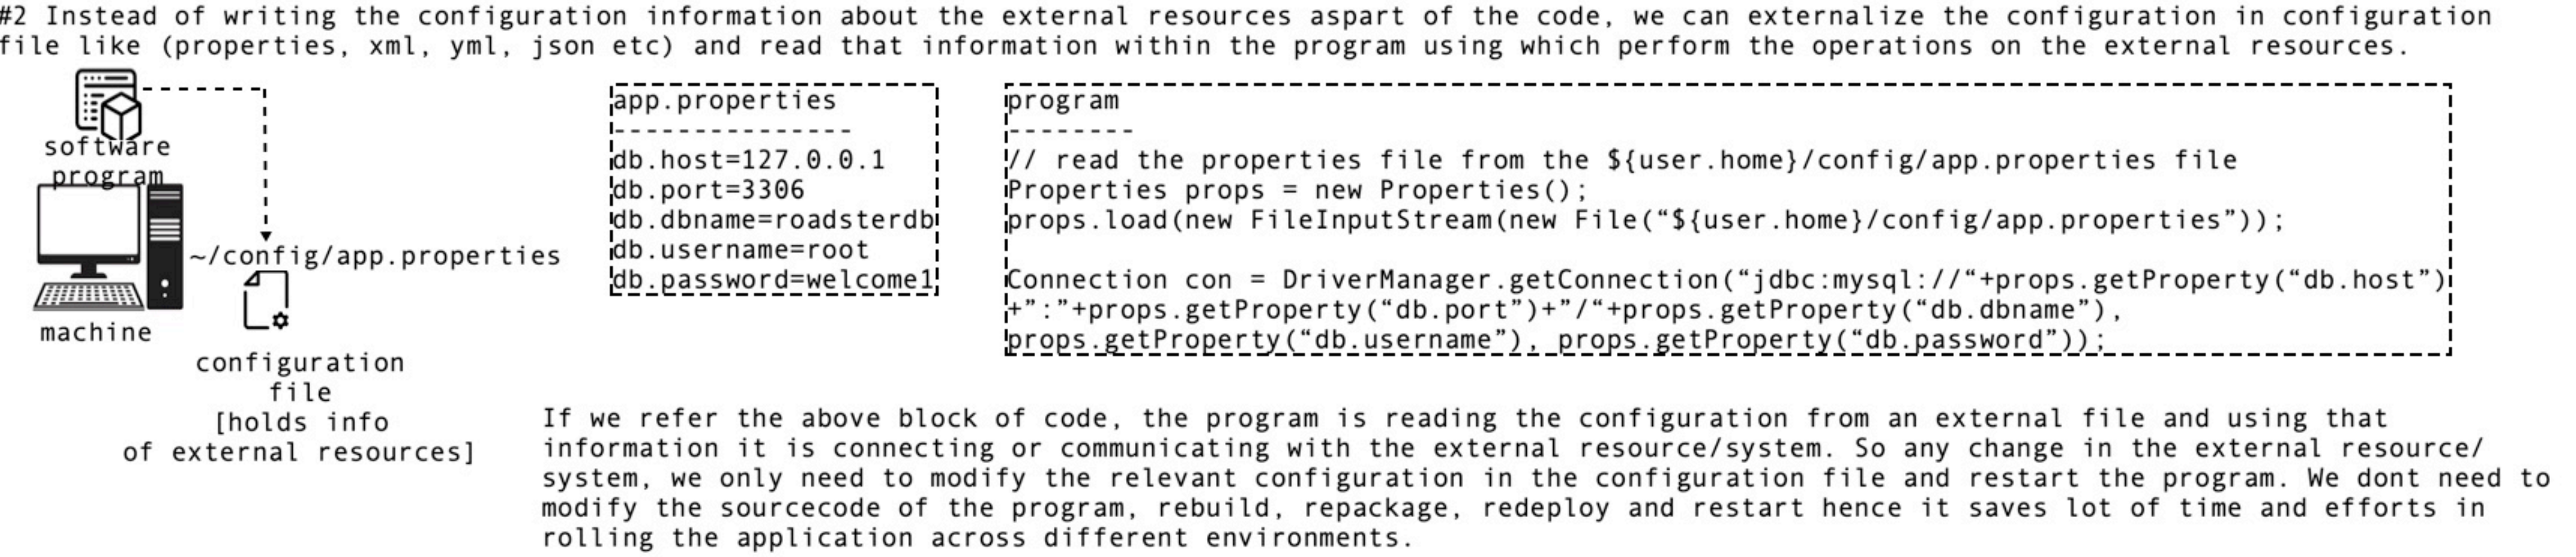 #2 Instead of writing the configuration information about the external resources aspart of the code, we can externalize the configuration in configuration
file like (properties, xml, yml, json etc) and read that information within the program using which perform the operations on the external resources.
software
program
machine
~/config/app.properties
configuration
file
[holds info
of external resources]
app.properties
---------------
db.host=127.0.0.1
db.port=3306
db.dbname=roadsterdb
db.username=root
db.password=welcome1
program
--------
// read the properties file from the ${user.home}/config/app.properties file
Properties props = new Properties();
props.load(new FileInputStream(new File(“${user.home}/config/app.properties”));
Connection con = DriverManager.getConnection(“jdbc:mysql://“+props.getProperty(“db.host”)
+”:”+props.getProperty(“db.port”)+”/“+props.getProperty(“db.dbname”),
props.getProperty(“db.username”), props.getProperty(“db.password”));
If we refer the above block of code, the program is reading the configuration from an external file and using that
information it is connecting or communicating with the external resource/system. So any change in the external resource/
system, we only need to modify the relevant configuration in the configuration file and restart the program. We dont need to
modify the sourcecode of the program, rebuild, repackage, redeploy and restart hence it saves lot of time and efforts in
rolling the application across different environments.